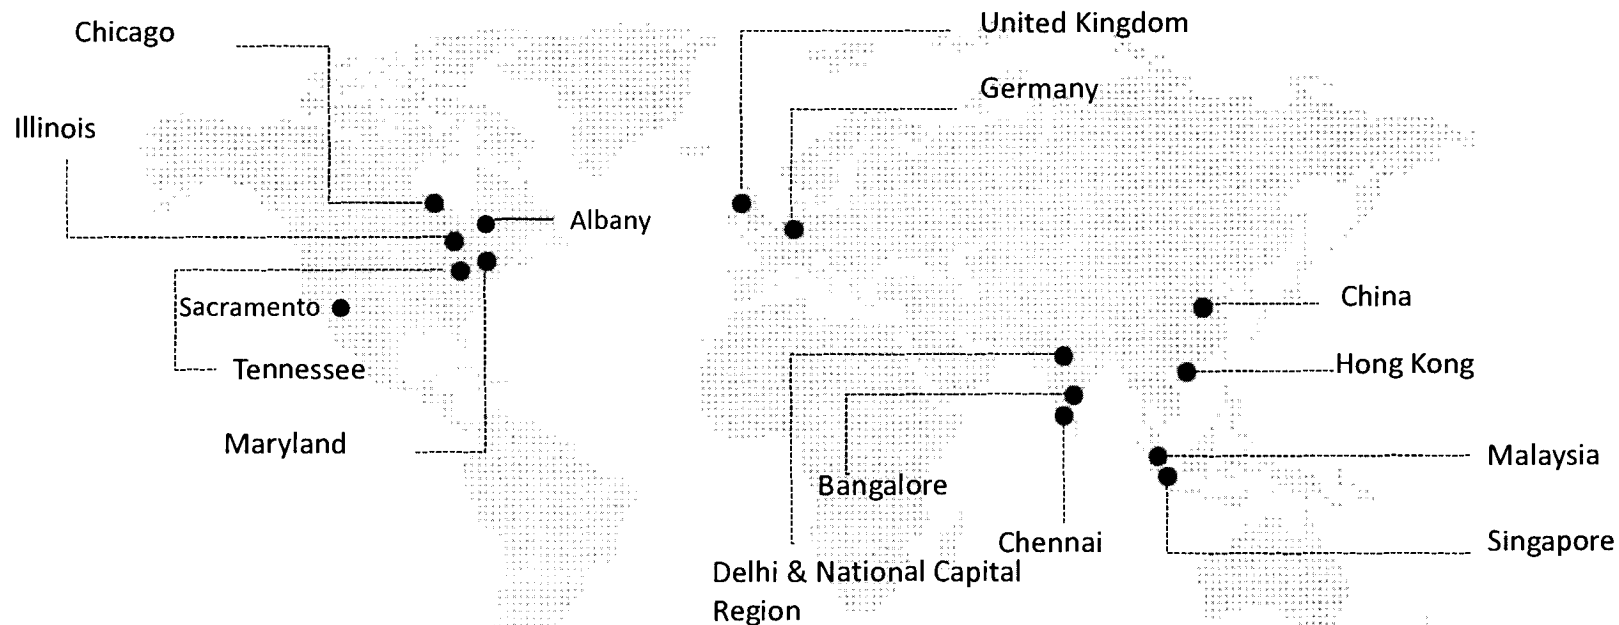 Chicago
United Kingdom
Germany
Illinois
Albany
Sacramento
China
Tennessee
Hong Kong
Maryland
Malaysia
Bangalore
Chennai
Singapore
Delhi & National Capital
Region